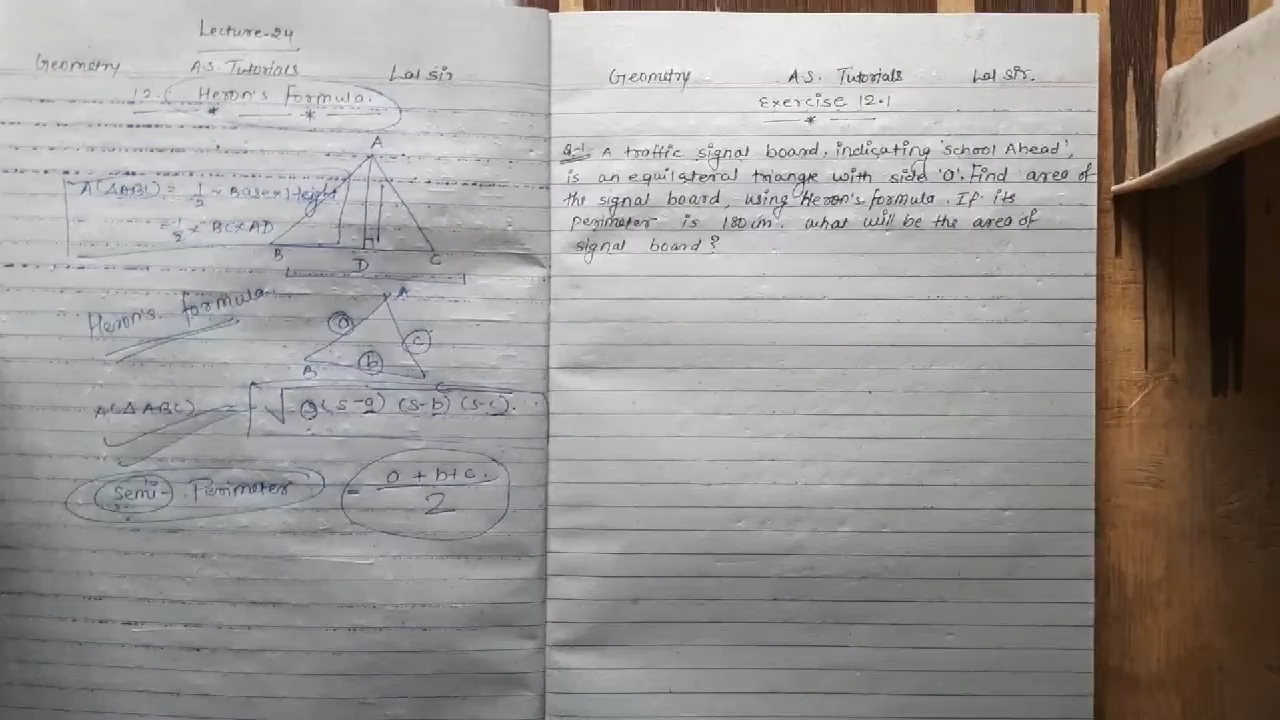 Lecture-24
Geometry A.S. Tutorials Lal sir
12. Heron's Formula.
A
A(△ABC) = 1/2 × Base × Height
= 1/2 × BC × AD
B D C
Heron's formula.
A
a c
B b C
A(△ABC) = √s(s-a) (s-b) (s-c).
Semi- Perimeter = a + b+c. / 2
Geometry A.S. Tutorials Lal sir.
Exercise 12.1
Q-1. A traffic signal board, indicating 'School Ahead',
is an equilateral triangle with side 'a'. Find area of
the signal board, using Heron's formula. If its
perimeter is 180 cm. what will be the area of
signal board?